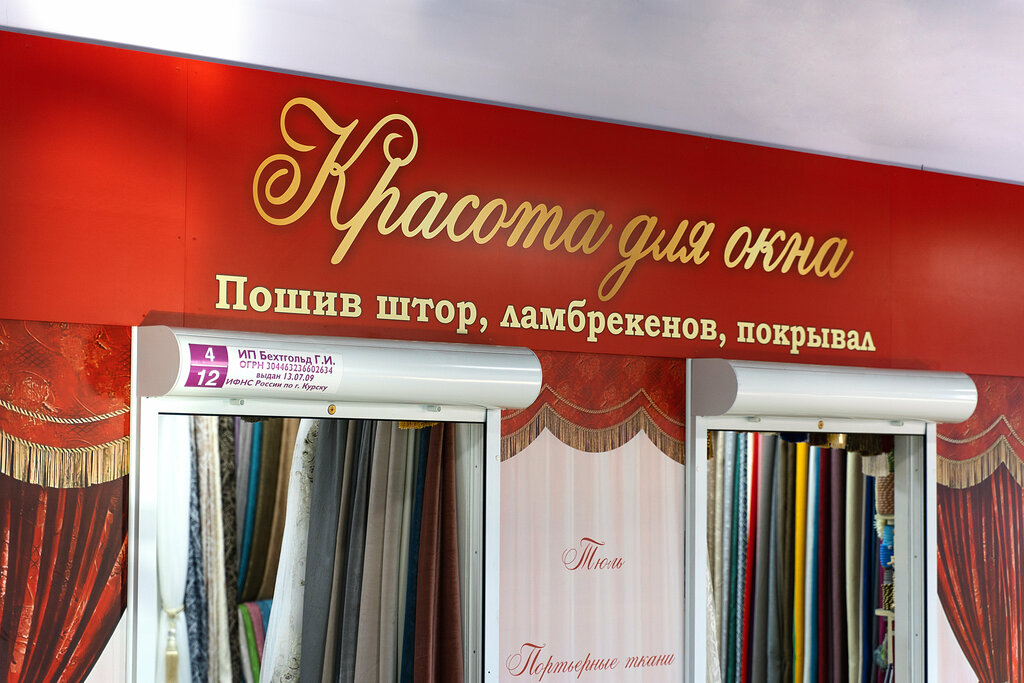 Красота для окна
Пошив штор, ламбрекенов, покрывал
4
12
ИП Бехтгольд Г.И.
ОГРН 304463236602634
выдан 13.07.09
ИФНС России по г. Курску
Тюль
Портьерные ткани